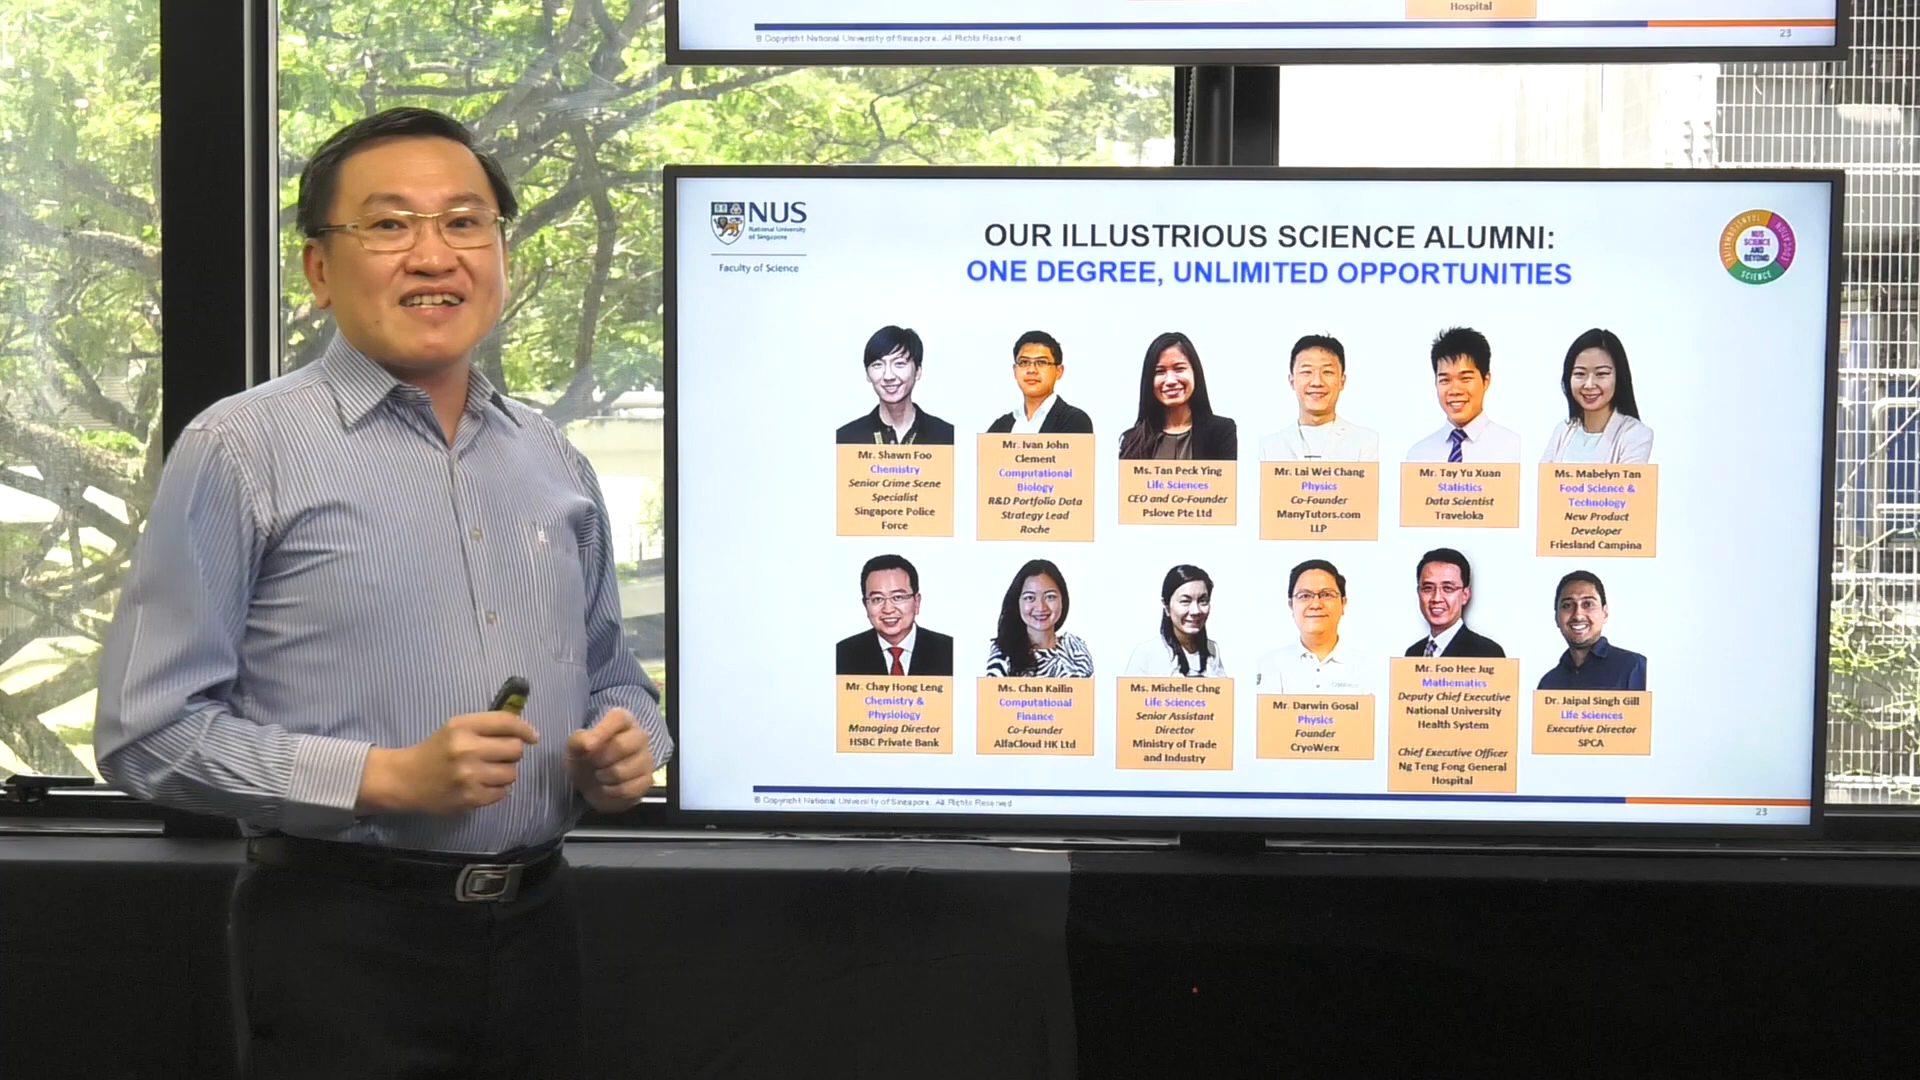 Hospital
© Copyright National University of Singapore. All Rights Reserved
23
NUS
National University
of Singapore
Faculty of Science
OUR ILLUSTRIOUS SCIENCE ALUMNI:
ONE DEGREE, UNLIMITED OPPORTUNITIES
NUS
SCIENCE
AND
BEYOND
SCIENCE
Mr. Shawn Foo
Chemistry
Senior Crime Scene
Specialist
Singapore Police
Force
Mr. Ivan John
Clement
Computational
Biology
R&D Portfolio Data
Strategy Lead
Roche
Ms. Tan Peck Ying
Life Sciences
CEO and Co-Founder
Pslove Pte Ltd
Mr. Lai Wei Chang
Physics
Co-Founder
ManyTutors.com
LLP
Mr. Tay Yu Xuan
Statistics
Data Scientist
Traveloka
Ms. Mabelyn Tan
Food Science &
Technology
New Product
Developer
Friesland Campina
Mr. Chay Hong Leng
Chemistry &
Physiology
Managing Director
HSBC Private Bank
Ms. Chan Kailin
Computational
Finance
Co-Founder
AlfaCloud HK Ltd
Ms. Michelle Chng
Life Sciences
Senior Assistant
Director
Ministry of Trade
and Industry
Mr. Darwin Gosal
Physics
Founder
CryoWerx
Mr. Foo Hee Jug
Mathematics
Deputy Chief Executive
National University
Health System
Chief Executive Officer
Ng Teng Fong General
Hospital
Dr. Jaipal Singh Gill
Life Sciences
Executive Director
SPCA
© Copyright National University of Singapore. All Rights Reserved
23